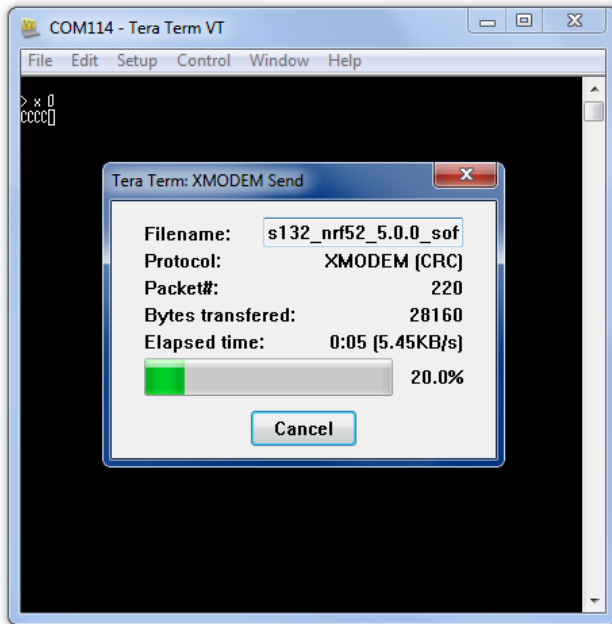 COM114 - Tera Term VT
File Edit Setup Control Window Help
> x 0
CCCC
Tera Term: XMODEM Send
Filename: s132_nrf52_5.0.0_sof
Protocol: XMODEM (CRC)
Packet#: 220
Bytes transfered: 28160
Elapsed time: 0:05 (5.45KB/s)
20.0%
Cancel